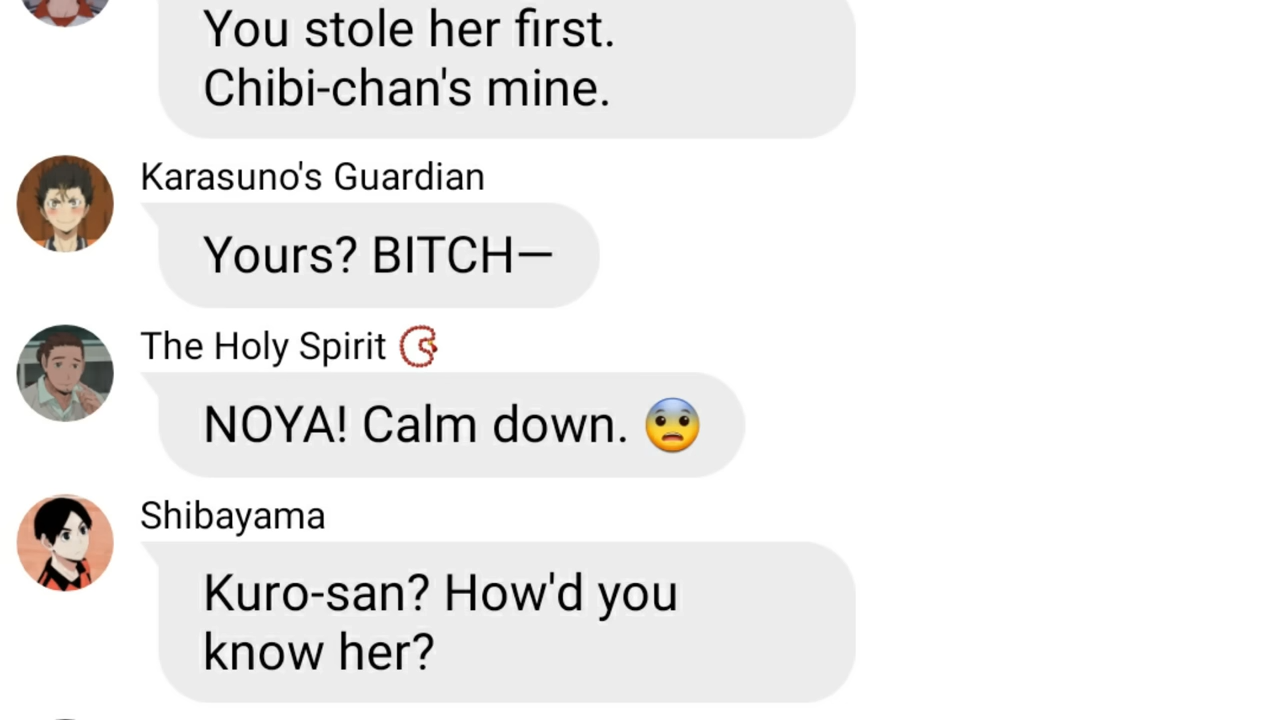 You stole her first.
Chibi-chan's mine.
Karasuno's Guardian
Yours? BITCH—
The Holy Spirit 📿
NOYA! Calm down. 😨
Shibayama
Kuro-san? How'd you
know her?